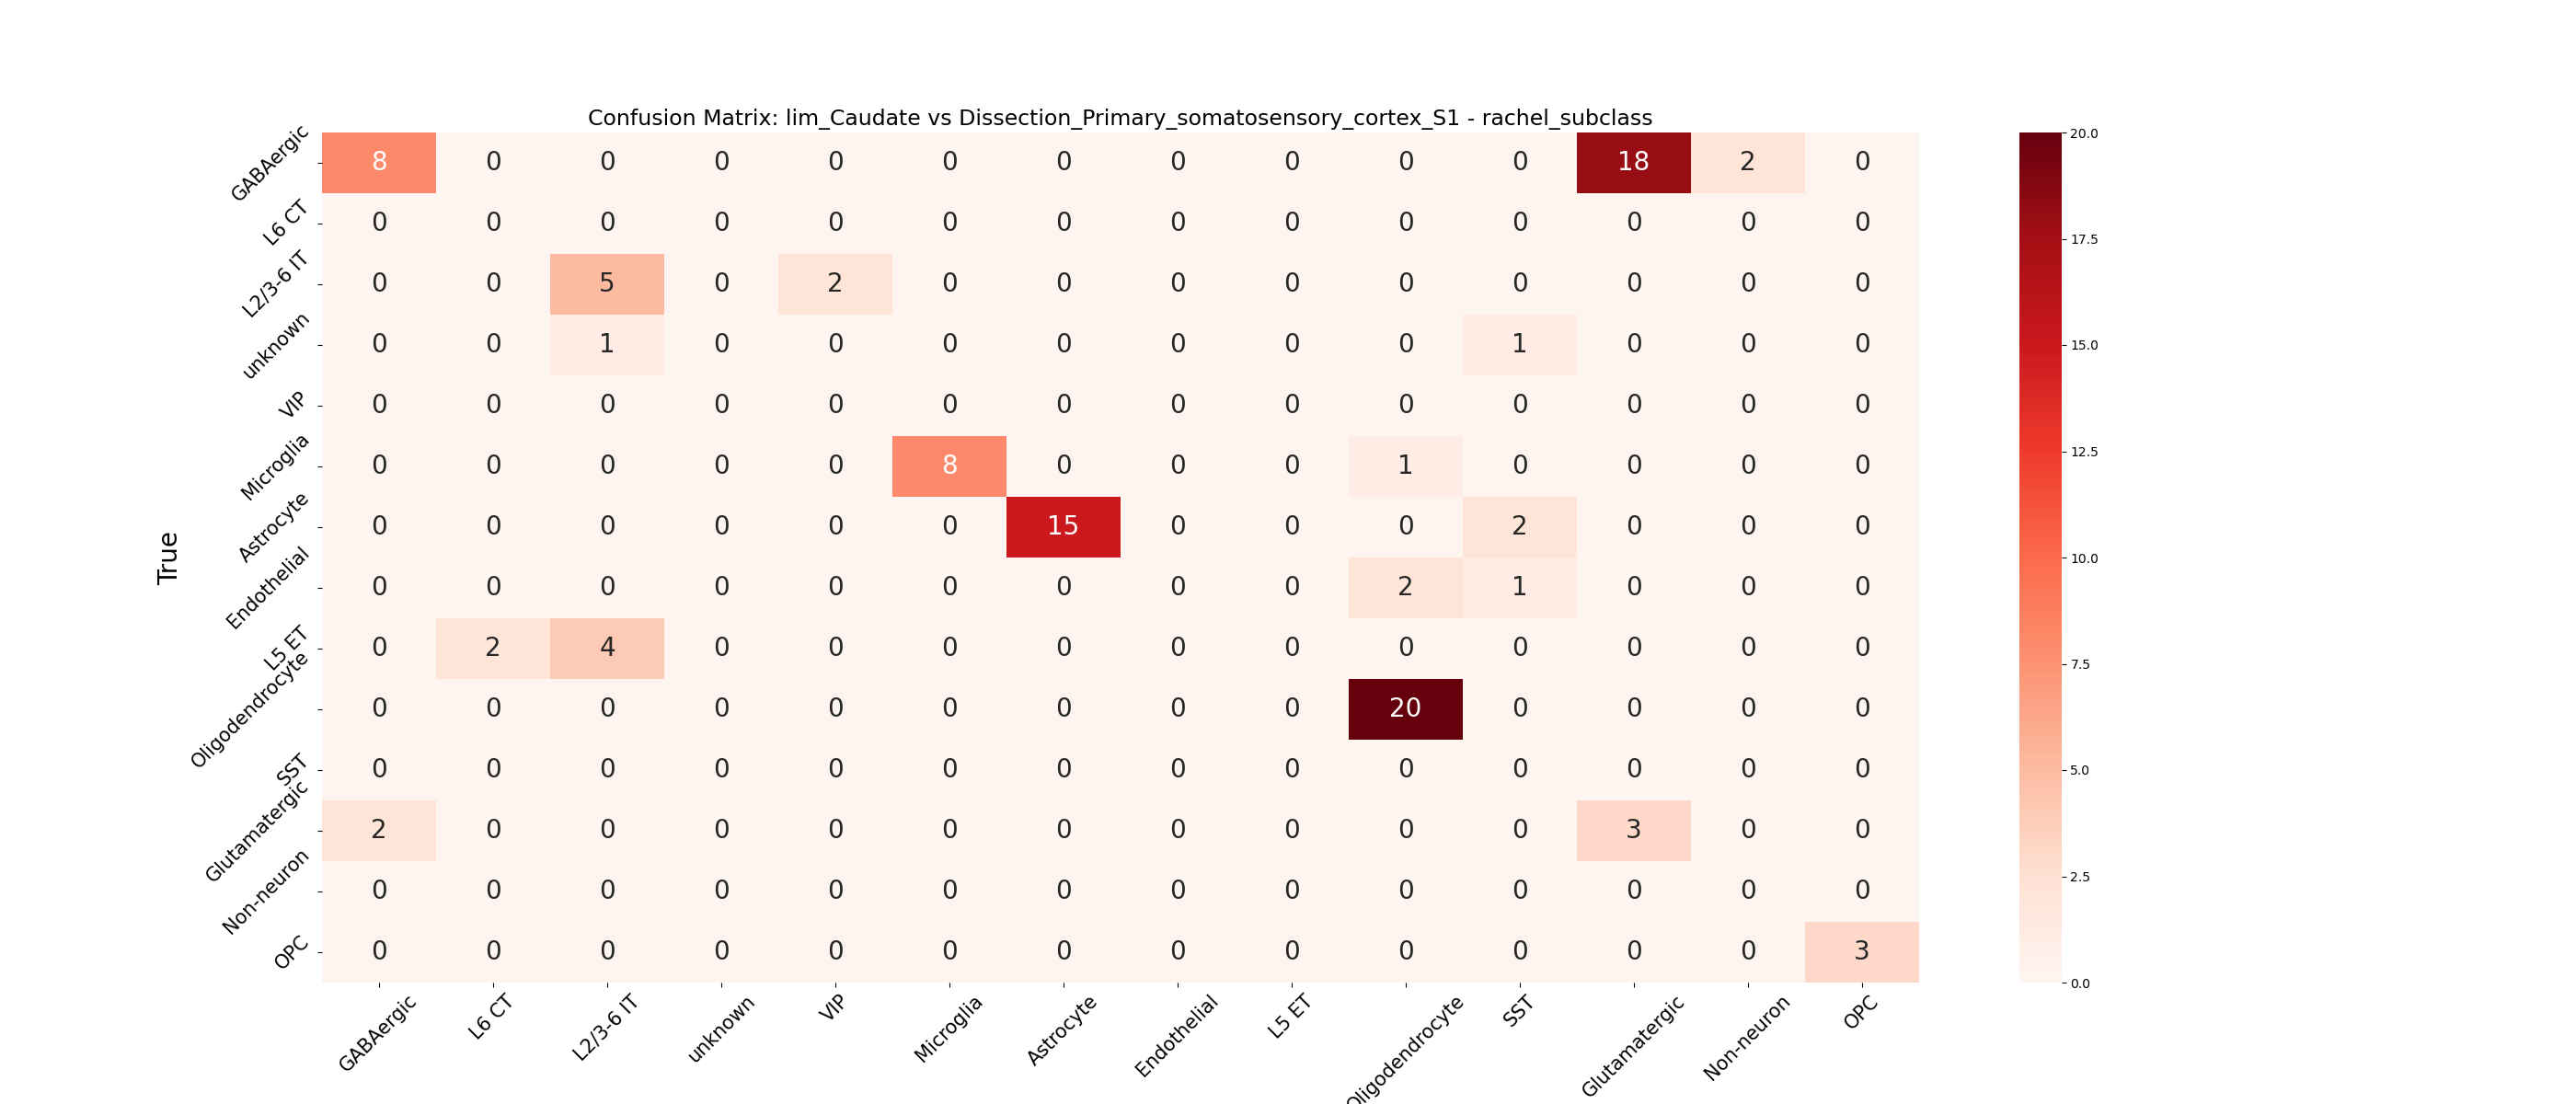 Confusion Matrix: lim_Caudate vs Dissection_Primary_somatosensory_cortex_S1 - rachel_subclass
True
GABAergic 8 0 0 0 0 0 0 0 0 0 0 18 2 0
L6 CT 0 0 0 0 0 0 0 0 0 0 0 0 0 0
L2/3-6 IT 0 0 5 0 2 0 0 0 0 0 0 0 0 0
unknown 0 0 1 0 0 0 0 0 0 0 1 0 0 0
VIP 0 0 0 0 0 0 0 0 0 0 0 0 0 0
Microglia 0 0 0 0 0 8 0 0 0 1 0 0 0 0
Astrocyte 0 0 0 0 0 0 15 0 0 0 2 0 0 0
Endothelial 0 0 0 0 0 0 0 0 0 2 1 0 0 0
L5 ET 0 2 4 0 0 0 0 0 0 0 0 0 0 0
Oligodendrocyte 0 0 0 0 0 0 0 0 0 20 0 0 0 0
SST 0 0 0 0 0 0 0 0 0 0 0 0 0 0
Glutamatergic 2 0 0 0 0 0 0 0 0 0 0 3 0 0
Non-neuron 0 0 0 0 0 0 0 0 0 0 0 0 0 0
OPC 0 0 0 0 0 0 0 0 0 0 0 0 0 3
GABAergic L6 CT L2/3-6 IT unknown VIP Microglia Astrocyte Endothelial L5 ET Oligodendrocyte SST Glutamatergic Non-neuron OPC
20.0
17.5
15.0
12.5
10.0
7.5
5.0
2.5
0.0